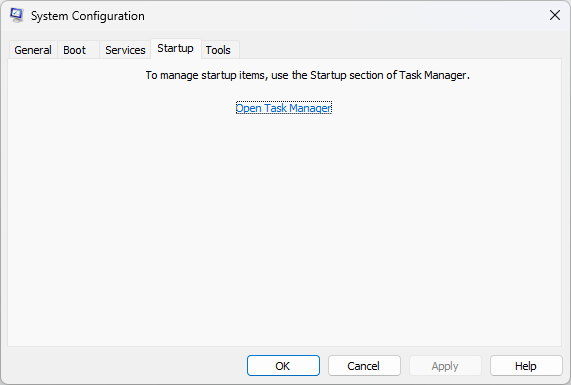 System Configuration
General Boot Services Startup Tools
To manage startup items, use the Startup section of Task Manager.
Open Task Manager
OK Cancel Apply Help